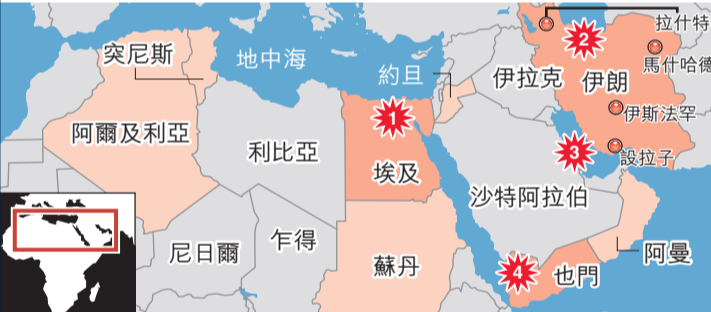 拉什特
2
突尼斯
地中海
約旦
伊拉克
伊朗
馬什哈德
1
伊斯法罕
阿爾及利亞
利比亞
埃及
3
設拉子
沙特阿拉伯
尼日爾
乍得
蘇丹
4
也門
阿曼